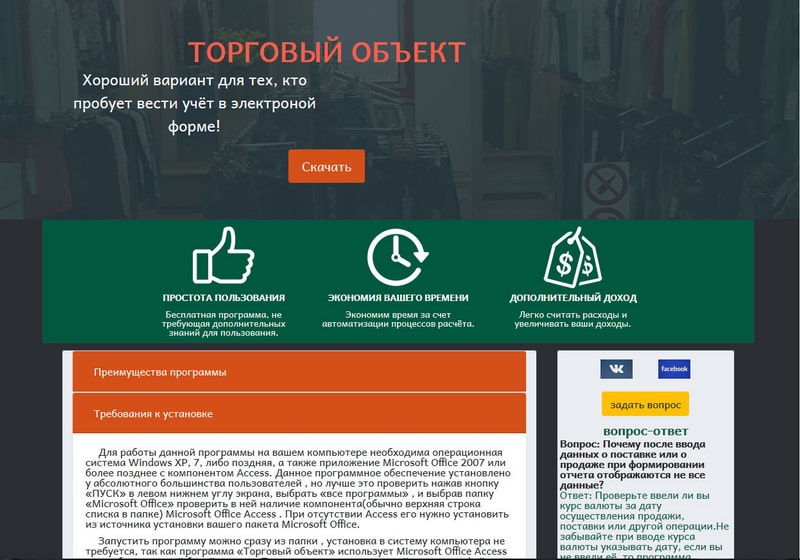 ТОРГОВЫЙ ОБЪЕКТ
Хороший вариант для тех, кто
пробует вести учёт в электроной
форме!
Скачать
ПРОСТОТА ПОЛЬЗОВАНИЯ
Бесплатная программа, не
требующая дополнительных
знаний для пользования.
ЭКОНОМИЯ ВАШЕГО ВРЕМЕНИ
Экономим время за счет
автоматизации процессов расчёта.
ДОПОЛНИТЕЛЬНЫЙ ДОХОД
Легко считать расходы и
увеличивать ваши доходы.
Преимущества программы
Требования к установке
Для работы данной программы на вашем компьютере необходима операционная
система Windows XP, 7, либо поздняя, а также приложение Microsoft Office 2007 или
более позднее с компонентом Access. Данное программное обеспечение установлено
у абсолютного большинства пользователей , но лучше это проверить нажав кнопку
«ПУСК» в левом нижнем углу экрана, выбрать «все программы» , и выбрав папку
«Microsoft Office» проверить в ней наличие компонента(обычно верхняя строка
списка в папке) Microsoft Office Access . При отсутствии Access его нужно установить
из источника установки вашего пакета Microsoft Office.
Запустить программу можно сразу из папки , установка в систему компьютера не
требуется, так как программа «Торговый объект» использует Microsoft Office Access
facebook
задать вопрос
вопрос-ответ
Вопрос: Почему после ввода
данных о поставке или о
продаже при формировании
отчета отображаются не все
данные?
Ответ: Проверьте ввели ли вы
курс валюты за дату
осуществления продажи,
поставки или другой операции.Не
забывайте при вводе курса
валюты указывать дату, если вы
не ввели её, то программа